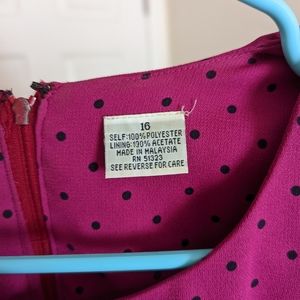 16
SELF:100% POLYESTER
LINING:100% ACETATE
MADE IN MALAYSIA
RN 51323
SEE REVERSE FOR CARE